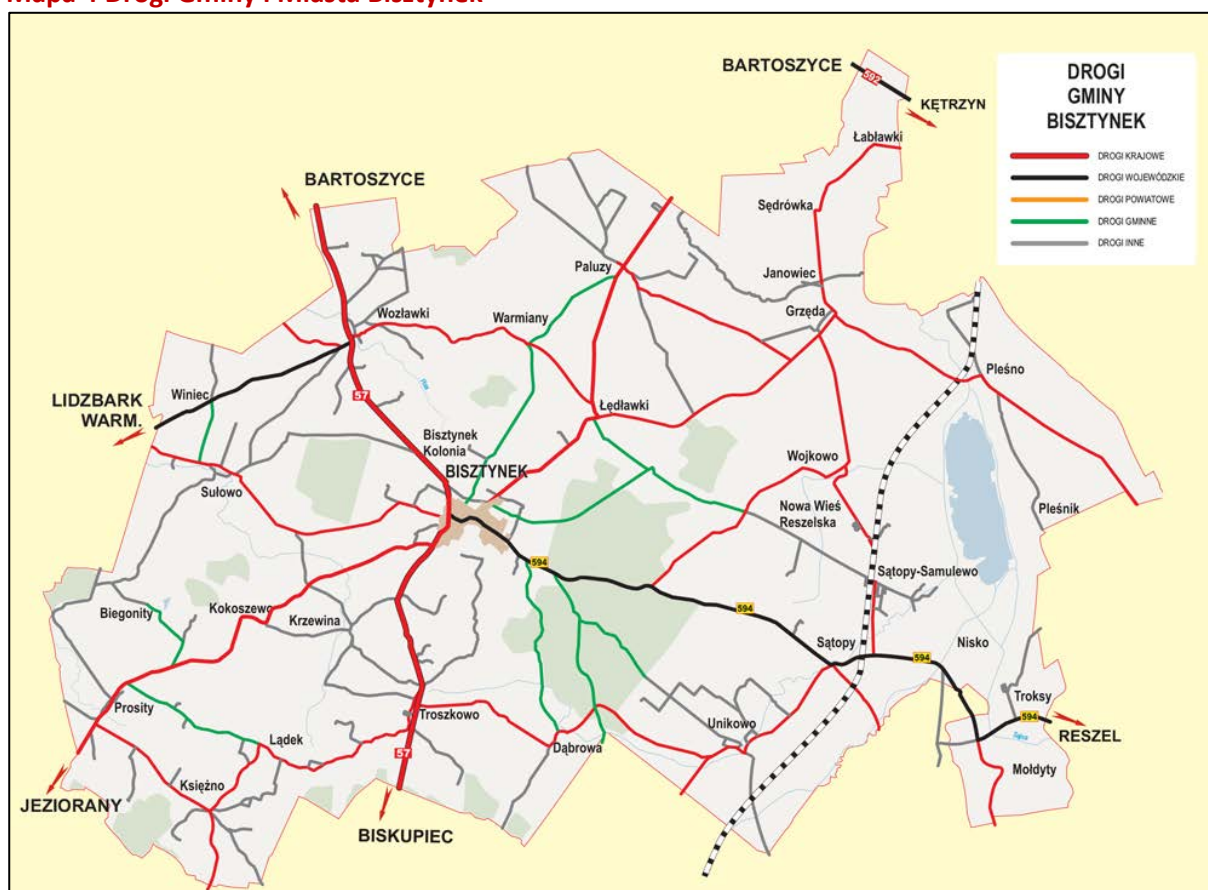 Mapa 4 Drogi Gminy i Miasta Bisztynek
BARTOSZYCE
592
KĘTRZYN
DROGI
GMINY
BISZTYNEK
DROGI KRAJOWE
DROGI WOJEWÓDZKIE
DROGI POWIATOWE
DROGI GMINNE
DROGI INNE
Łabławki
BARTOSZYCE
Sędrówka
Paluzy
Janowiec
Grzęda
Wozławki
Warmiany
Pleśno
Winiec
57
LIDZBARK
WARM.
Łędławki
Bisztynek
Kolonia
BISZTYNEK
Wojkowo
Sułowo
Nowa Wieś
Reszelska
Pleśnik
594
Sątopy-Samulewo
Biegonity
Kokoszewo
Krzewina
594
Sątopy
594
Nisko
Troksy
Prosity
Troszkowo
Unikowo
594
RESZEL
Lądek
57
Dąbrowa
Mołdyty
Księżno
JEZIORANY
BISKUPIEC